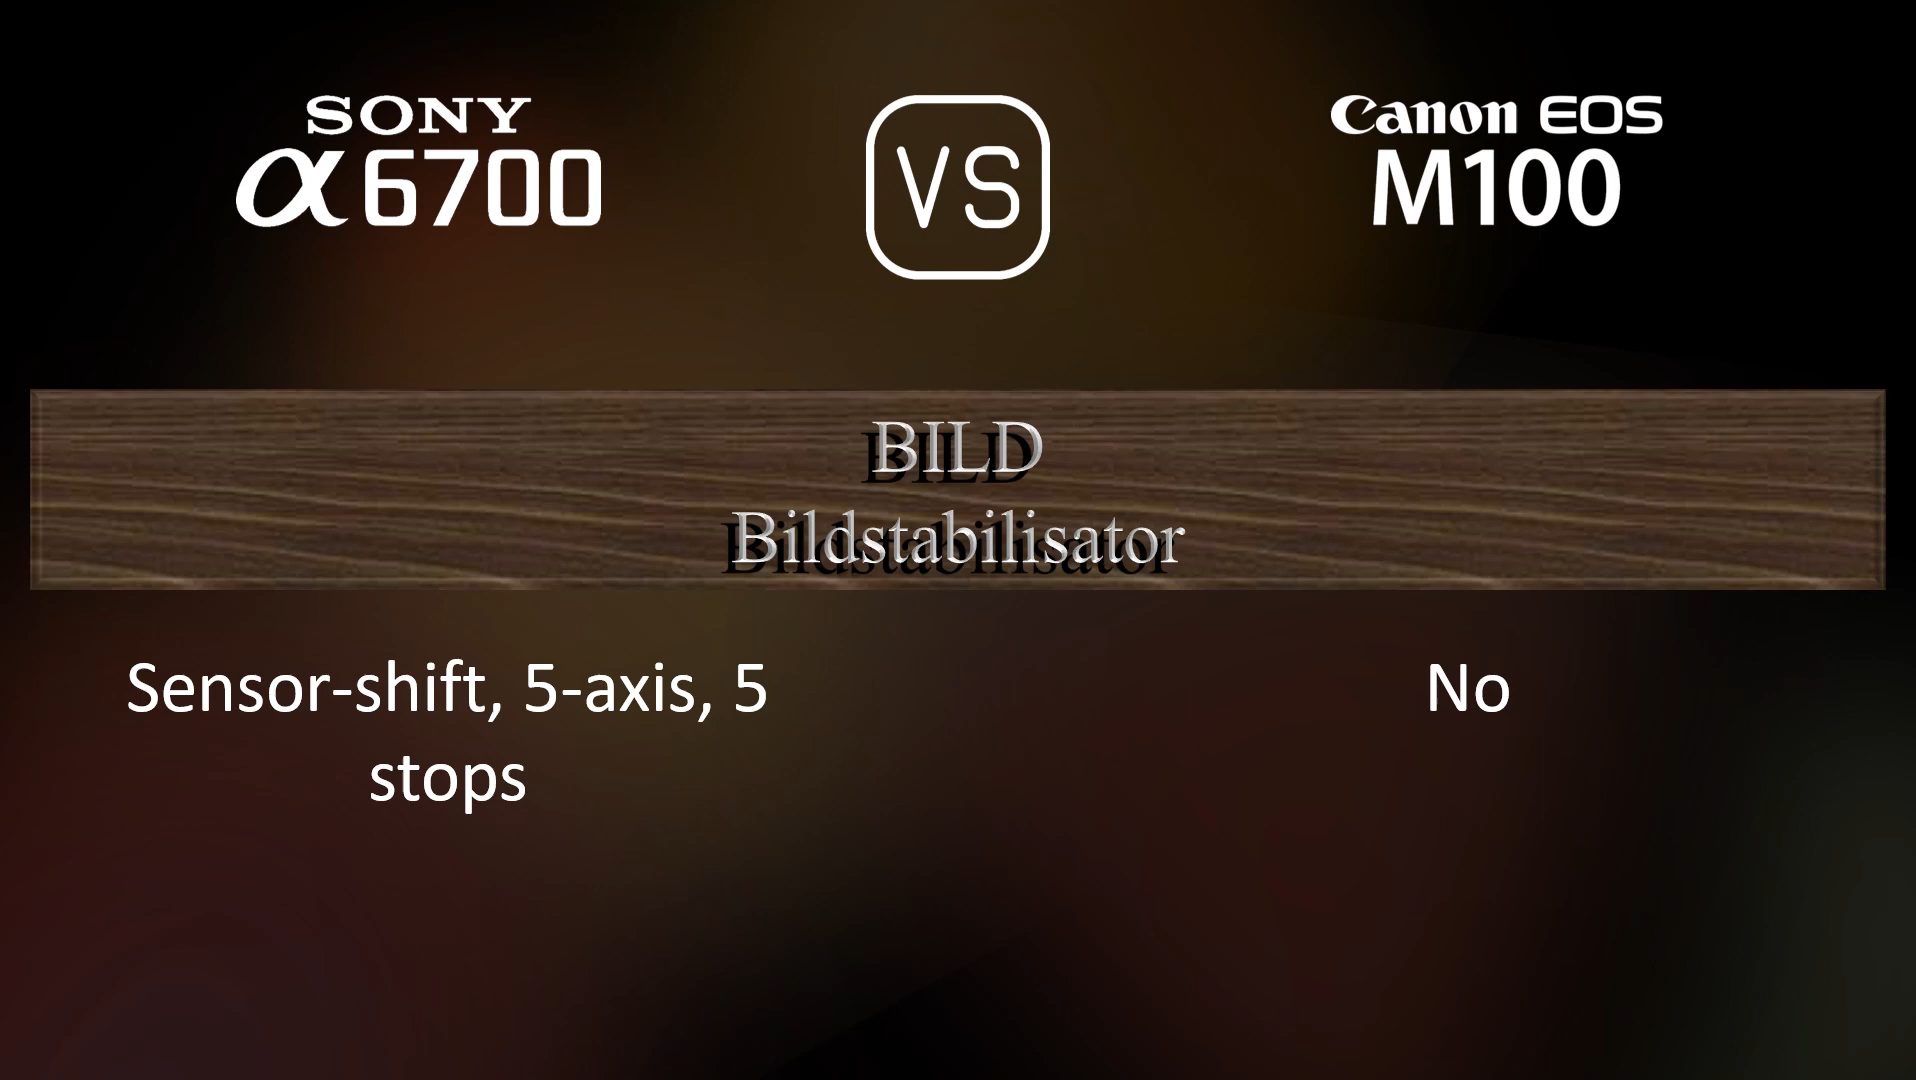 SONY
α6700
VS
Canon EOS
M100
BILD
Bildstabilisator
Sensor-shift, 5-axis, 5
stops
No